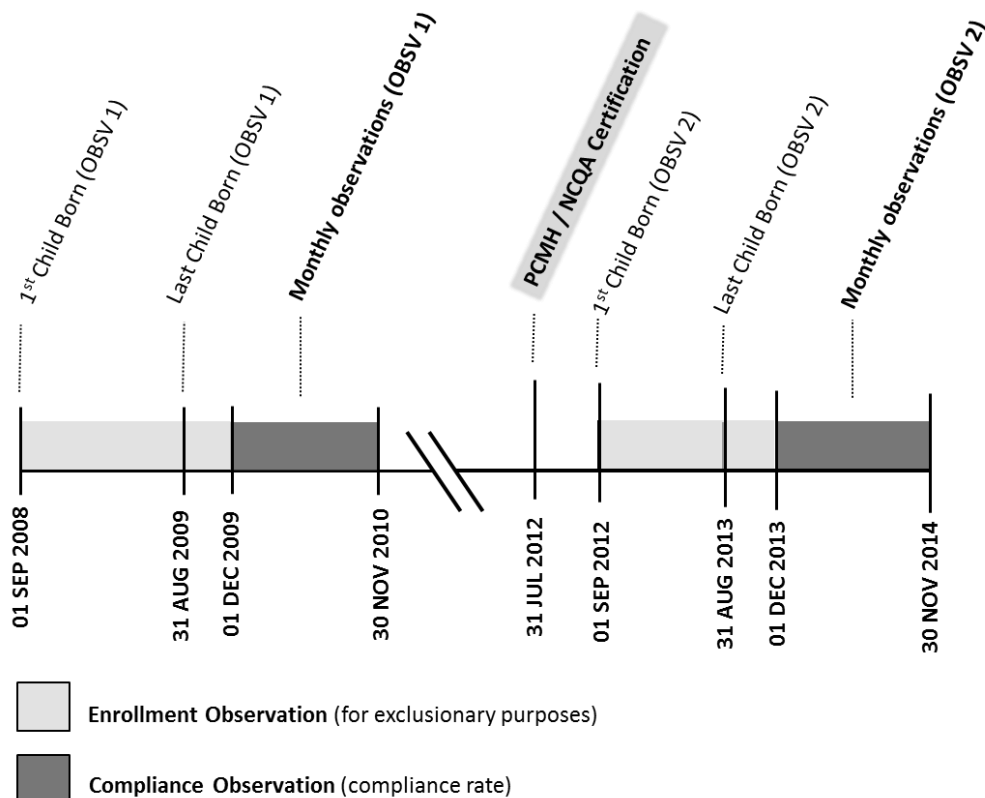 1st Child Born (OBSV 1)
Last Child Born (OBSV 1)
Monthly observations (OBSV 1)
PCMH / NCQA Certification
1st Child Born (OBSV 2)
Last Child Born (OBSV 2)
Monthly observations (OBSV 2)
01 SEP 2008
31 AUG 2009
01 DEC 2009
30 NOV 2010
31 JUL 2012
01 SEP 2012
31 AUG 2013
01 DEC 2013
30 NOV 2014
Enrollment Observation (for exclusionary purposes)
Compliance Observation (compliance rate)